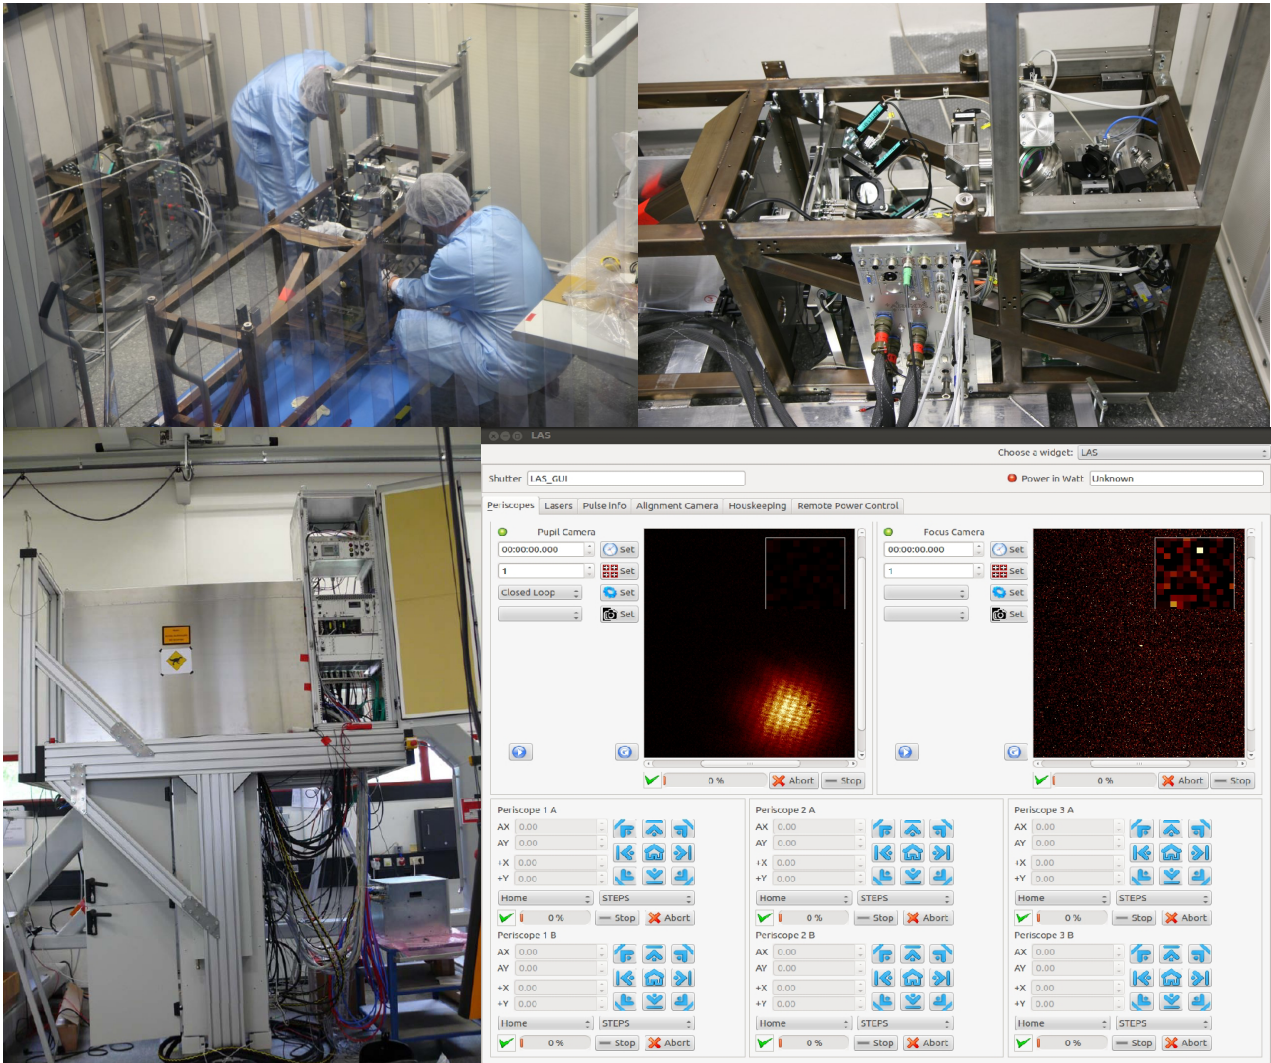 LAS
Choose a widget: LAS
Shutter LAS_GUI Power in Watt Unknown
Periscopes Lasers Pulse Info Alignment Camera Houskeeping Remote Power Control
Pupil Camera
00:00:00.000 Set
1 Set
Closed Loop Set
Set
0 % Abort Stop
Focus Camera
00:00:00.000 Set
1 Set
Set
Set
0 % Abort Stop
Periscope 1 A
AX 0.00
AY 0.00
+X 0.00
+Y 0.00
Home STEPS
0 % Stop Abort
Periscope 2 A
AX 0.00
AY 0.00
+X 0.00
+Y 0.00
Home STEPS
0 % Stop Abort
Periscope 3 A
AX 0.00
AY 0.00
+X 0.00
+Y 0.00
Home STEPS
0 % Stop Abort
Periscope 1 B
AX 0.00
AY 0.00
+X 0.00
+Y 0.00
Home STEPS
0 % Stop Abort
Periscope 2 B
AX 0.00
AY 0.00
+X 0.00
+Y 0.00
Home STEPS
0 % Stop Abort
Periscope 3 B
AX 0.00
AY 0.00
+X 0.00
+Y 0.00
Home STEPS
0 % Stop Abort